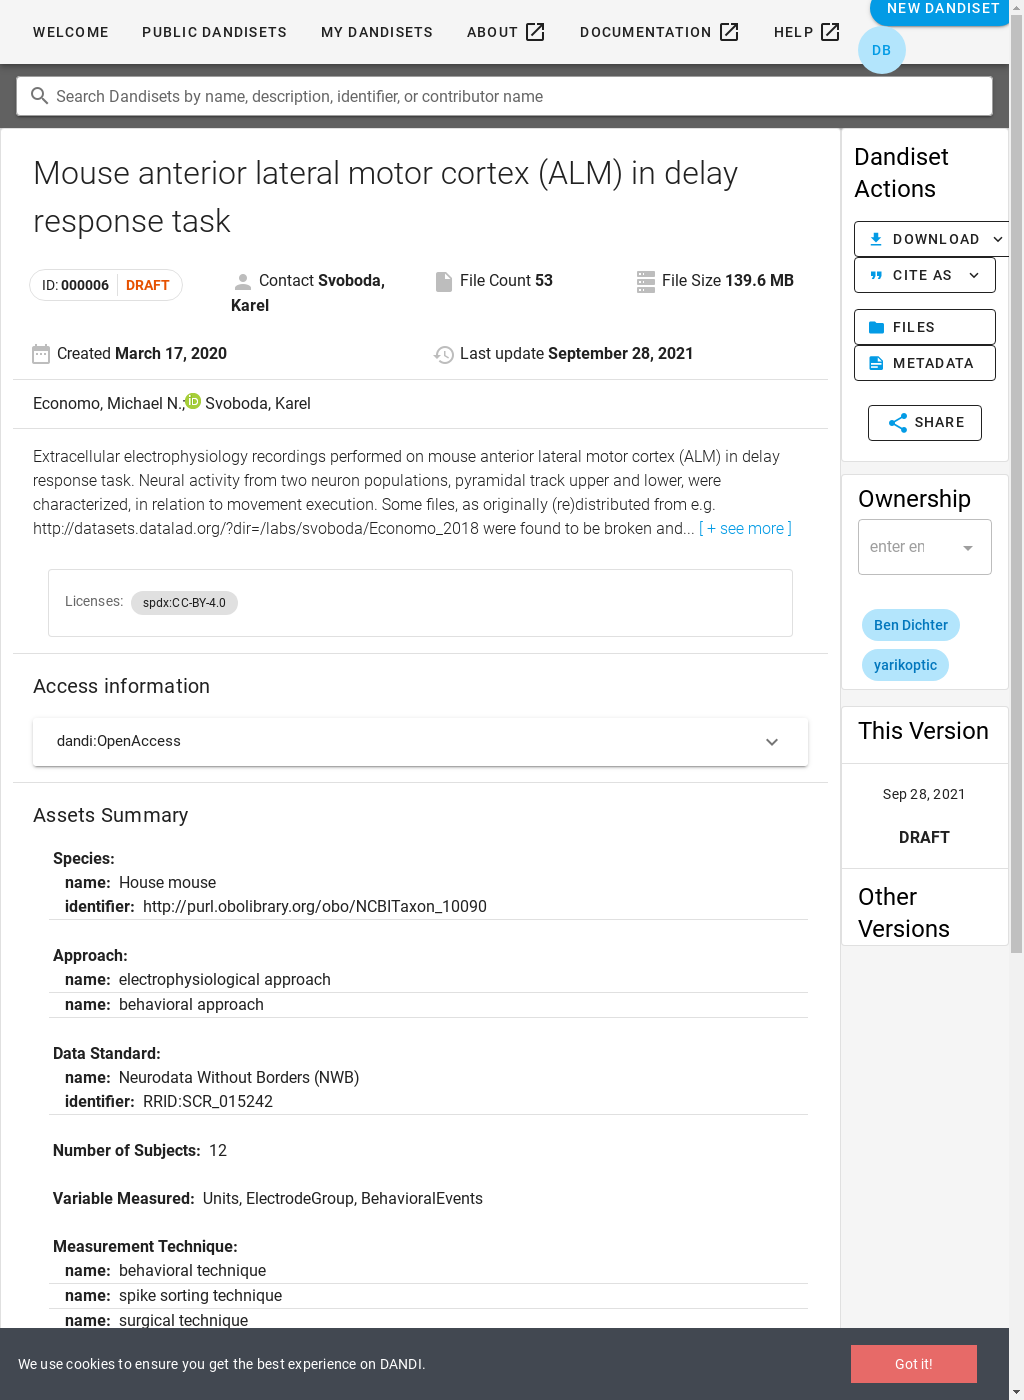 WELCOME PUBLIC DANDISETS MY DANDISETS ABOUT DOCUMENTATION HELP NEW DANDISET
DB
Search Dandisets by name, description, identifier, or contributor name
Mouse anterior lateral motor cortex (ALM) in delay
response task
ID: 000006 DRAFT
Contact Svoboda,
Karel
File Count 53
File Size 139.6 MB
Created March 17, 2020
Last update September 28, 2021
Economo, Michael N.; Svoboda, Karel
Extracellular electrophysiology recordings performed on mouse anterior lateral motor cortex (ALM) in delay
response task. Neural activity from two neuron populations, pyramidal track upper and lower, were
characterized, in relation to movement execution. Some files, as originally (re)distributed from e.g.
http://datasets.datalad.org/?dir=/labs/svoboda/Economo_2018 were found to be broken and... [ + see more ]
Licenses: spdx:CC-BY-4.0
Access information
dandi:OpenAccess
Assets Summary
Species:
name: House mouse
identifier: http://purl.obolibrary.org/obo/NCBITaxon_10090
Approach:
name: electrophysiological approach
name: behavioral approach
Data Standard:
name: Neurodata Without Borders (NWB)
identifier: RRID:SCR_015242
Number of Subjects: 12
Variable Measured: Units, ElectrodeGroup, BehavioralEvents
Measurement Technique:
name: behavioral technique
name: spike sorting technique
name: surgical technique
Dandiset
Actions
DOWNLOAD
CITE AS
FILES
METADATA
SHARE
Ownership
enter en
Ben Dichter
yarikoptic
This Version
Sep 28, 2021
DRAFT
Other
Versions
We use cookies to ensure you get the best experience on DANDI.
Got it!